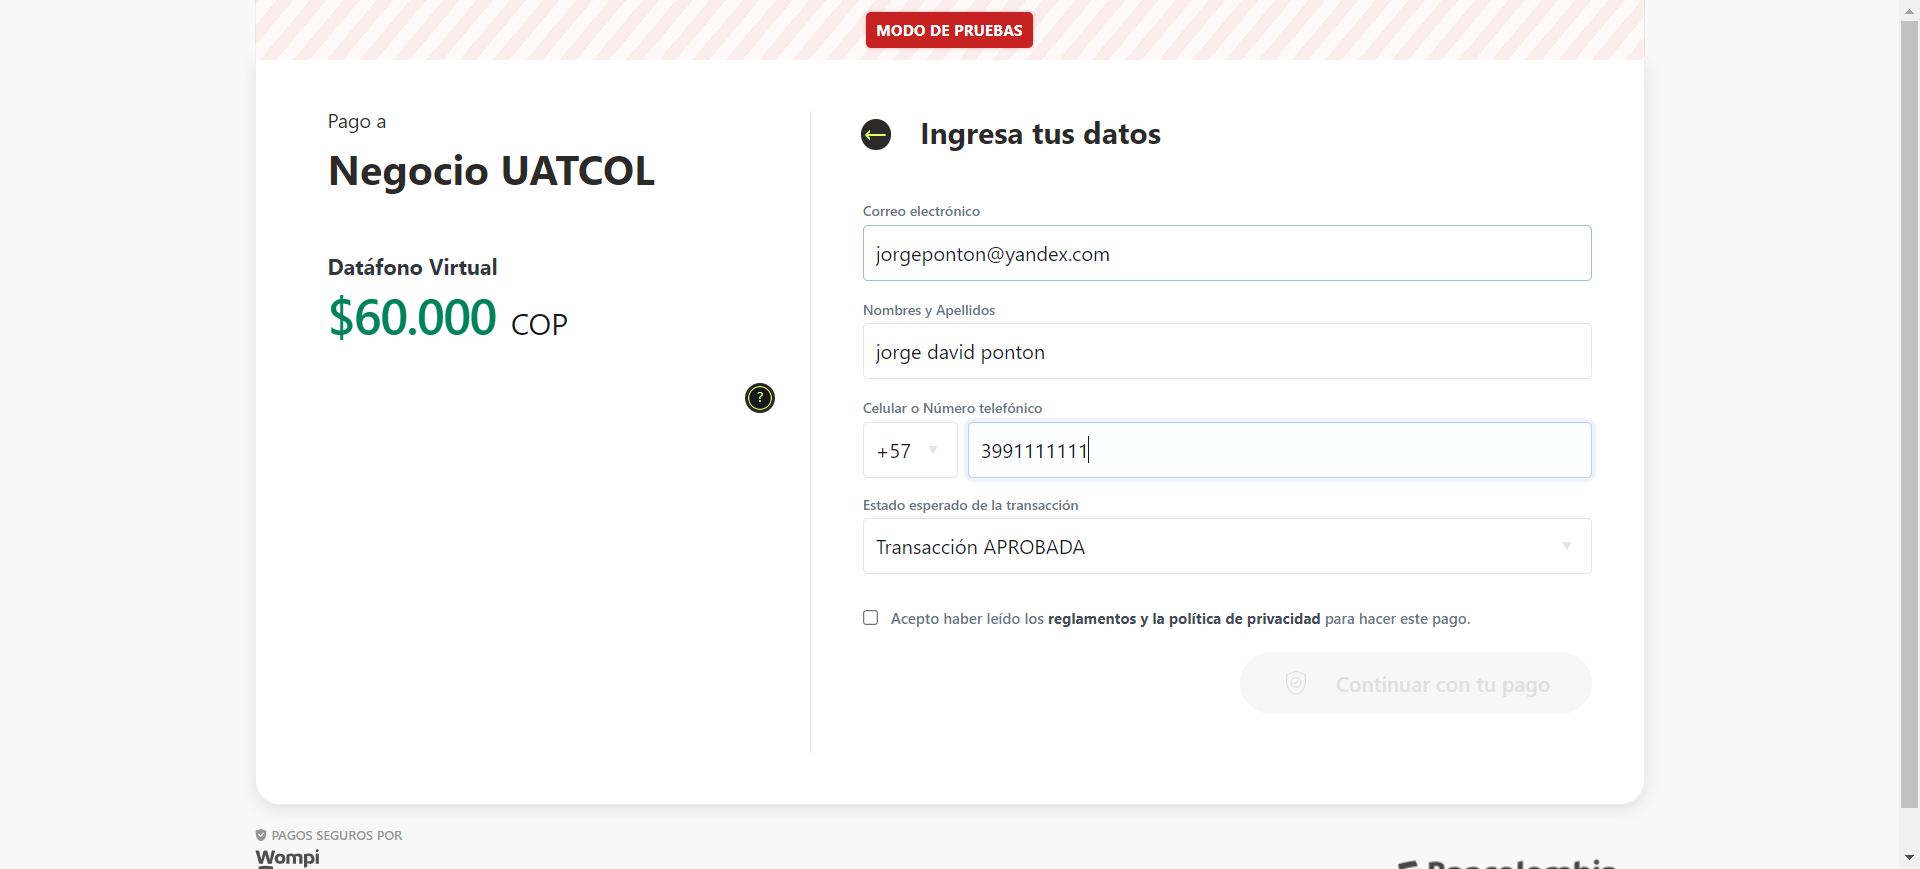 MODO DE PRUEBAS
Pago a
Negocio UATCOL
Datáfono Virtual
$60.000 COP
?
Ingresa tus datos
Correo electrónico
jorgeponton@yandex.com
Nombres y Apellidos
jorge david ponton
Celular o Número telefónico
+57 3991111111
Estado esperado de la transacción
Transacción APROBADA
Acepto haber leído los reglamentos y la política de privacidad para hacer este pago.
Continuar con tu pago
PAGOS SEGUROS POR
Wompi